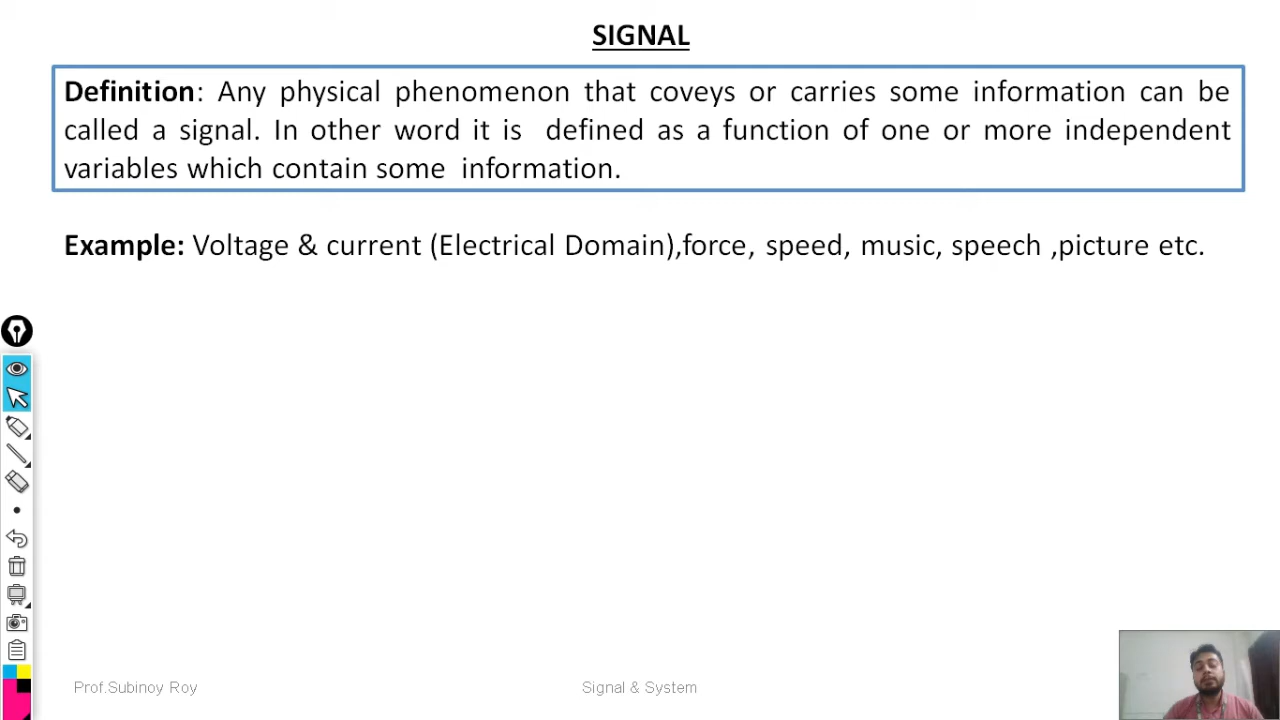 SIGNAL
Definition: Any physical phenomenon that coveys or carries some information can be
called a signal. In other word it is defined as a function of one or more independent
variables which contain some information.
Example: Voltage & current (Electrical Domain),force, speed, music, speech ,picture etc.
Prof.Subinoy Roy
Signal & System